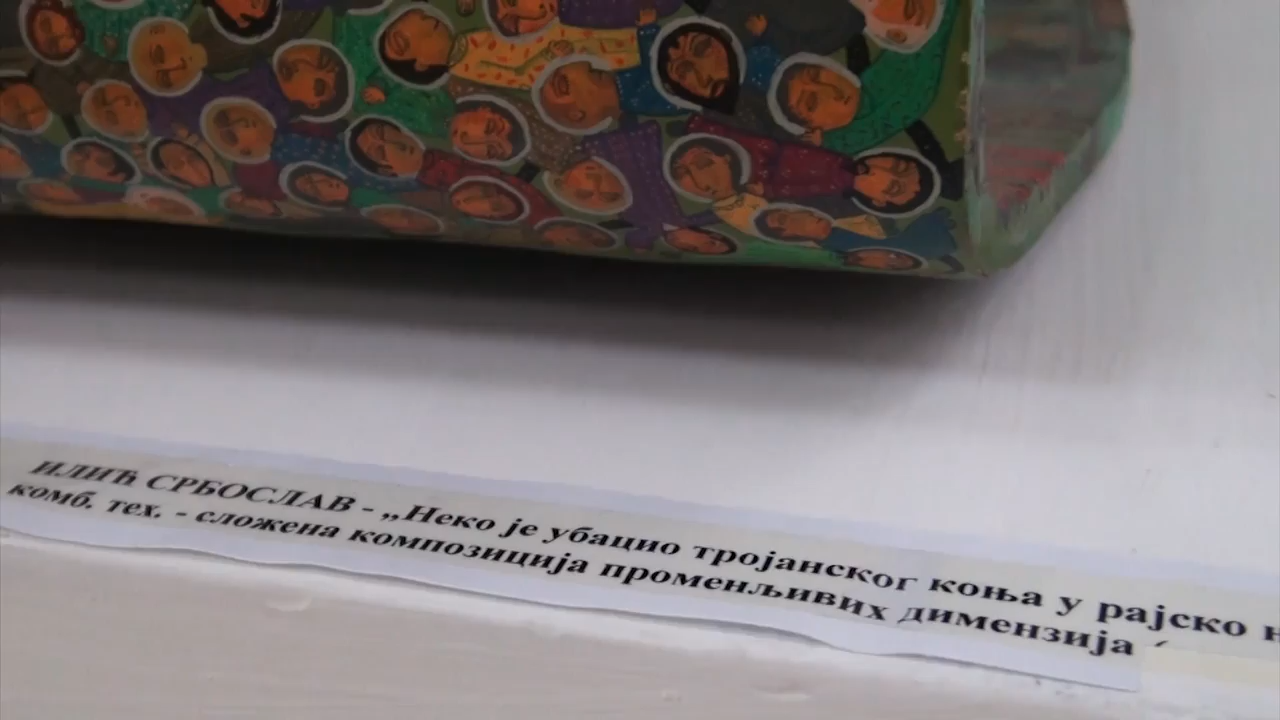 ИЛИЋ СРБОСЛАВ - „Неко је убацио тројанског коња у рајско
комб. тех. - сложена композиција променљивих димензија